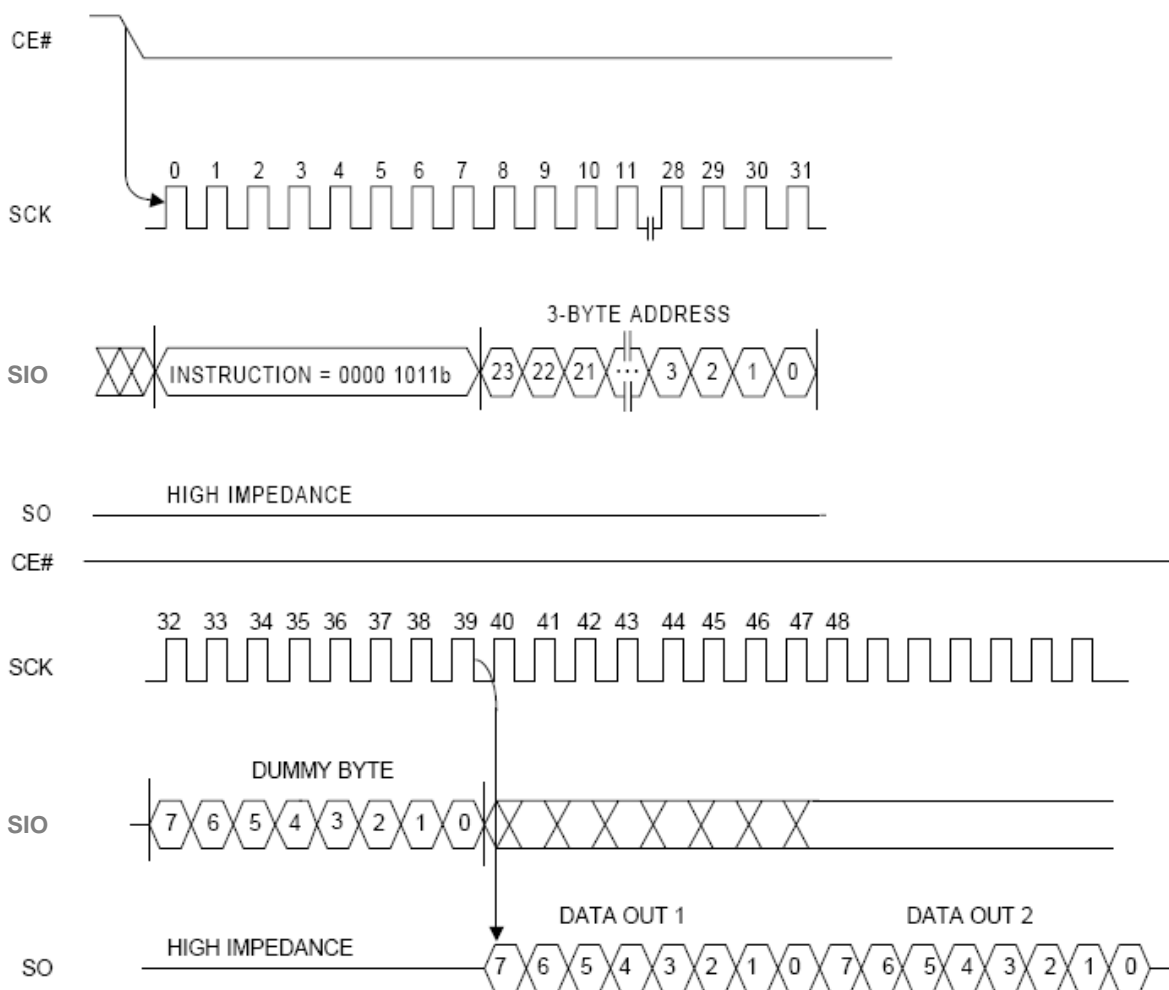 CE#
0 1 2 3 4 5 6 7 8 9 10 11 28 29 30 31
SCK
3-BYTE ADDRESS
SIO INSTRUCTION = 0000 1011b 23 22 21 ... 3 2 1 0
HIGH IMPEDANCE
SO
CE#
32 33 34 35 36 37 38 39 40 41 42 43 44 45 46 47 48
SCK
DUMMY BYTE
SIO 7 6 5 4 3 2 1 0
DATA OUT 1 DATA OUT 2
HIGH IMPEDANCE
SO 7 6 5 4 3 2 1 0 7 6 5 4 3 2 1 0